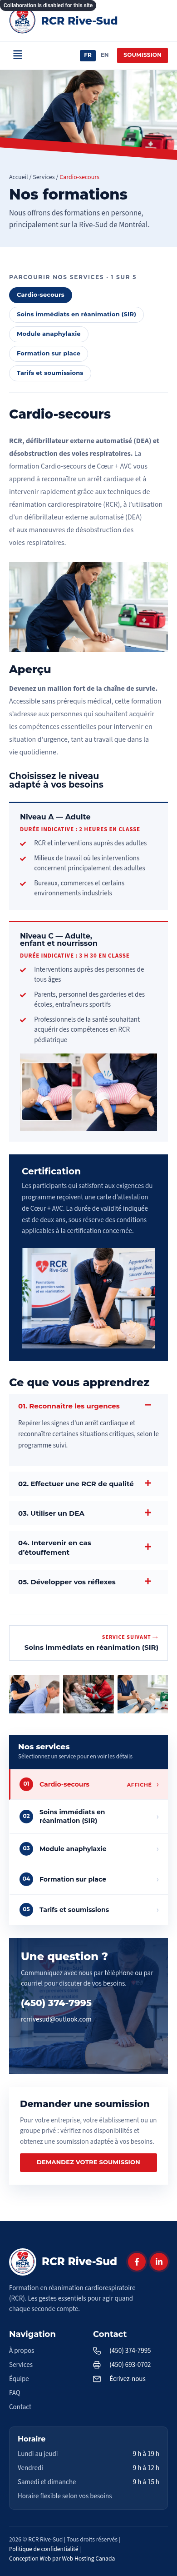 Collaboration is disabled for this site
RCR Rive-Sud
FR
EN
SOUMISSION
Accueil / Services / Cardio-secours
Nos formations
Nous offrons des formations en personne,
principalement sur la Rive-Sud de Montréal.
PARCOURIR NOS SERVICES · 1 SUR 5
Cardio-secours
Soins immédiats en réanimation (SIR)
Module anaphylaxie
Formation sur place
Tarifs et soumissions
Cardio-secours
RCR, défibrillateur externe automatisé (DEA) et
désobstruction des voies respiratoires. La
formation Cardio-secours de Cœur + AVC vous
apprend à reconnaître un arrêt cardiaque et à
intervenir rapidement grâce aux techniques de
réanimation cardiorespiratoire (RCR), à l'utilisation
d'un défibrillateur externe automatisé (DEA)
et aux manœuvres de désobstruction des
voies respiratoires.
Aperçu
Devenez un maillon fort de la chaîne de survie.
Accessible sans prérequis médical, cette formation
s'adresse aux personnes qui souhaitent acquérir
les compétences essentielles pour intervenir en
situation d'urgence, tant au travail que dans la
vie quotidienne.
Choisissez le niveau
adapté à vos besoins
Niveau A — Adulte
DURÉE INDICATIVE : 2 HEURES EN CLASSE
RCR et interventions auprès des adultes
Milieux de travail où les interventions
concernent principalement des adultes
Bureaux, commerces et certains
environnements industriels
Niveau C — Adulte,
enfant et nourrisson
DURÉE INDICATIVE : 3 H 30 EN CLASSE
Interventions auprès des personnes de
tous âges
Parents, personnel des garderies et des
écoles, entraîneurs sportifs
Professionnels de la santé souhaitant
acquérir des compétences en RCR
pédiatrique
Certification
Les participants qui satisfont aux exigences du
programme reçoivent une carte d'attestation
de Cœur + AVC. La durée de validité indiquée
est de deux ans, sous réserve des conditions
applicables à la certification concernée.
RCR
Rive-Sud
Ce que vous apprendrez
01. Reconnaître les urgences
Repérer les signes d'un arrêt cardiaque et
reconnaître certaines situations critiques, selon le
programme suivi.
02. Effectuer une RCR de qualité
03. Utiliser un DEA
04. Intervenir en cas
d'étouffement
05. Développer vos réflexes
SERVICE SUIVANT →
Soins immédiats en réanimation (SIR)
Nos services
Sélectionnez un service pour en voir les détails
01 Cardio-secours AFFICHÉ ›
02 Soins immédiats en
réanimation (SIR) ›
03 Module anaphylaxie ›
04 Formation sur place ›
05 Tarifs et soumissions ›
Une question ?
Communiquez avec nous par téléphone ou par
courriel pour discuter de vos besoins.
(450) 374-7995
rcrrivesud@outlook.com
Demander une soumission
Pour votre entreprise, votre établissement ou un
groupe privé : vérifiez nos disponibilités et
obtenez une soumission adaptée à vos besoins.
DEMANDEZ VOTRE SOUMISSION
RCR Rive-Sud
Formation en réanimation cardiorespiratoire
(RCR). Les gestes essentiels pour agir quand
chaque seconde compte.
Navigation
À propos
Services
Équipe
FAQ
Contact
Contact
(450) 374-7995
(450) 693-0702
Écrivez-nous
Horaire
Lundi au jeudi 9 h à 19 h
Vendredi 9 h à 12 h
Samedi et dimanche 9 h à 15 h
Horaire flexible selon vos besoins
2026 © RCR Rive-Sud | Tous droits réservés |
Politique de confidentialité |
Conception Web par Web Hosting Canada